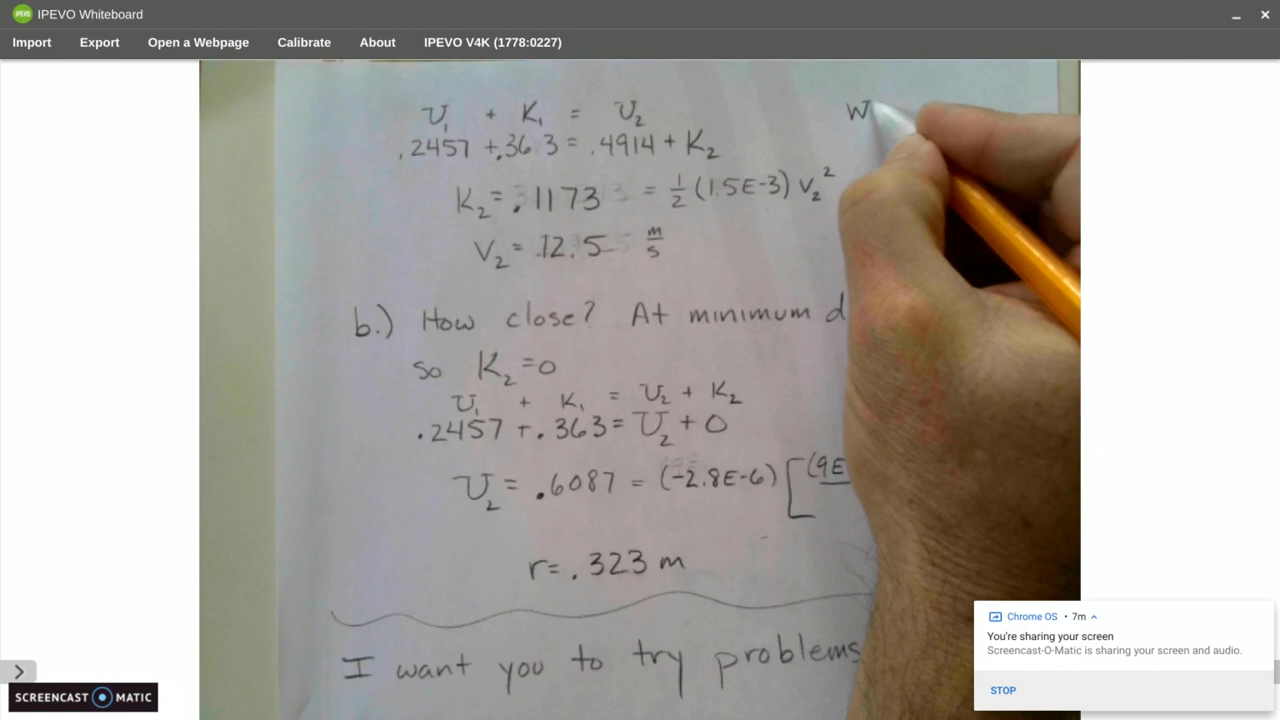 IPEVO Whiteboard
Import Export Open a Webpage Calibrate About IPEVO V4K (1778:0227)
U₁ + K₁ = U₂
W
.2457 + .363 = .4914 + K₂
K₂ = .1173 = ½ (1.5E-3) V₂²
V₂ = 12.5 m/s
b.) How close? At minimum d
so K₂ = 0
U₁ + K₁ = U₂ + K₂
.2457 + .363 = U₂ + 0
U₂ = .6087 = (-2.8E-6) [(9E
r = .323 m
I want you to try problems
Chrome OS • 7m
You're sharing your screen
Screencast-O-Matic is sharing your screen and audio.
STOP
SCREENCAST O MATIC